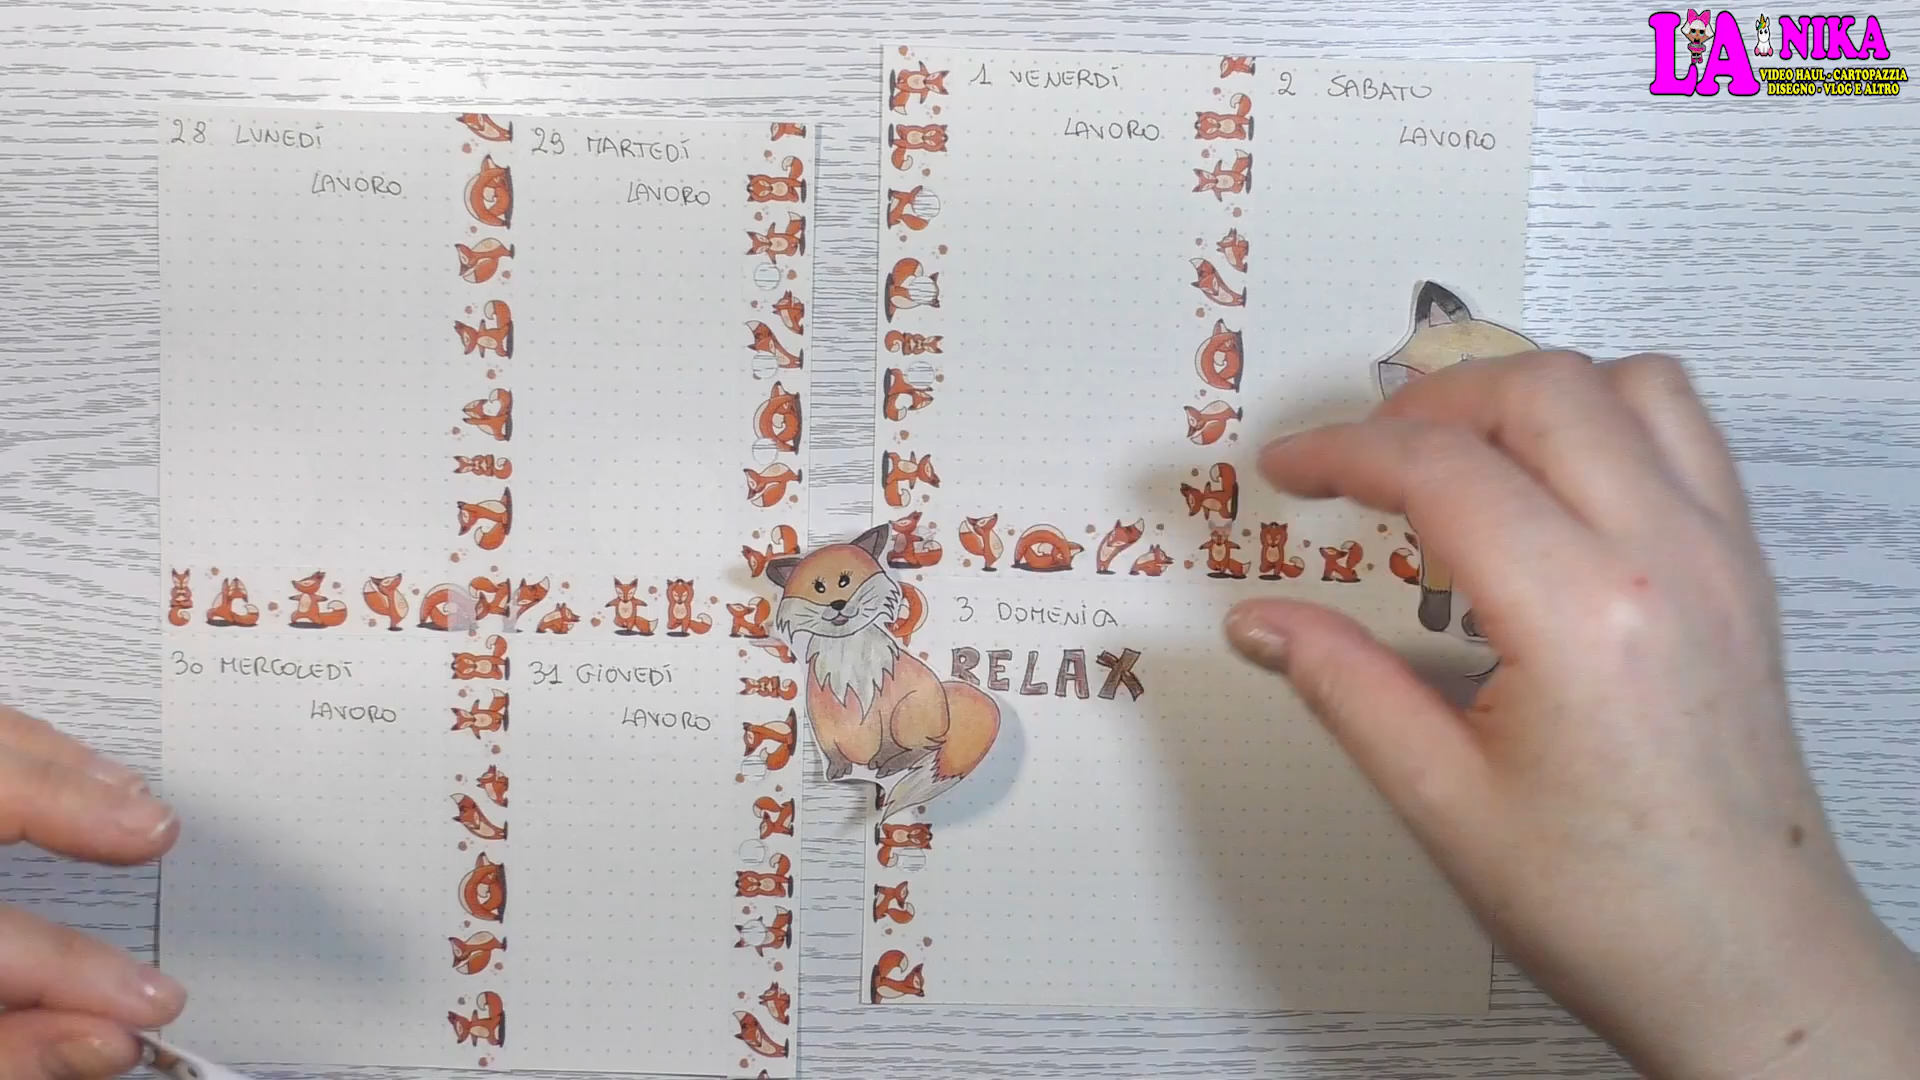 28 LUNEDÌ
LAVORO
29 MARTEDÌ
LAVORO
30 MERCOLEDÌ
LAVORO
31 GIOVEDÌ
LAVORO
1 VENERDÌ
LAVORO
2 SABATO
LAVORO
3 DOMENICA
RELAX
LA NIKA
VIDEO HAUL - CARTOPAZZIA
DISEGNO - VLOG E ALTRO